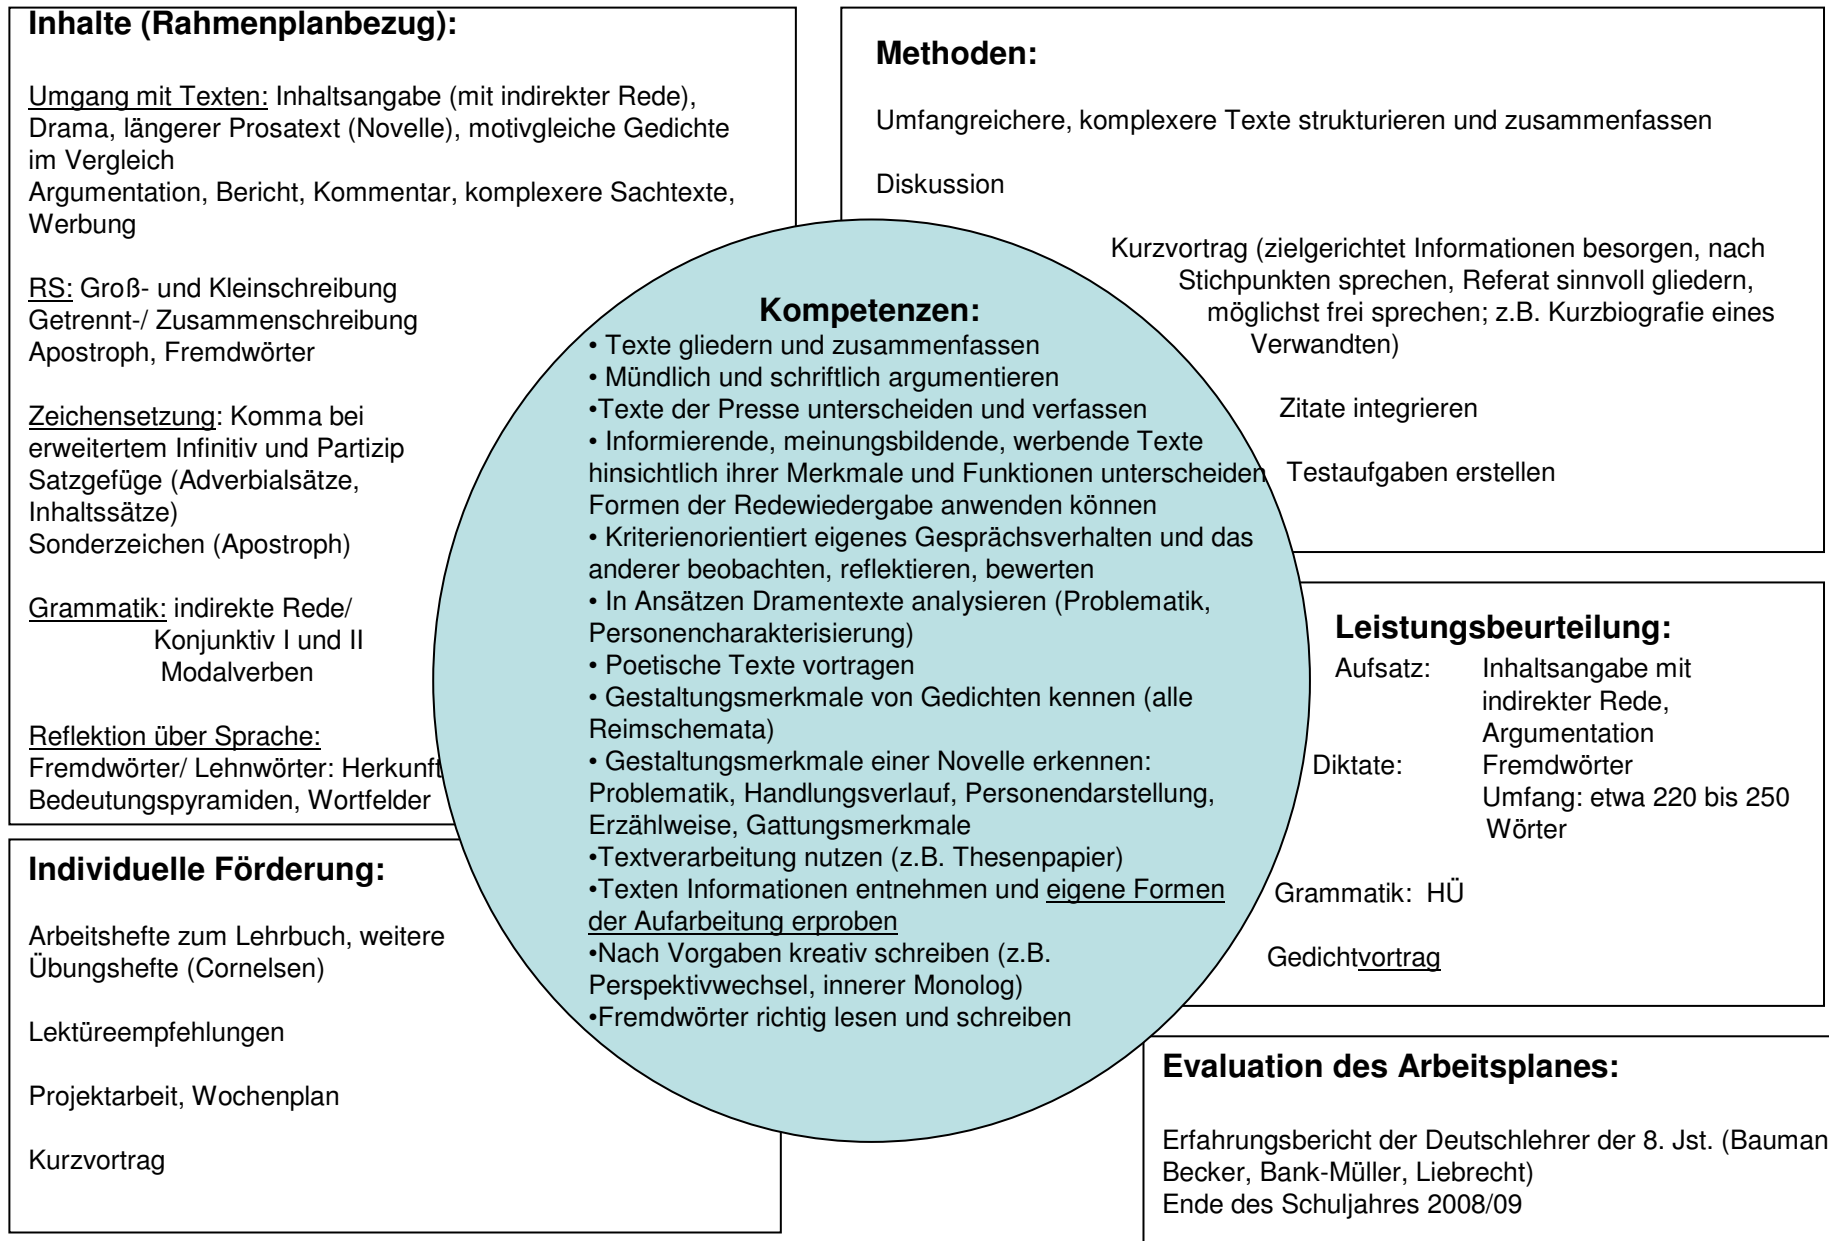 Inhalte (Rahmenplanbezug):
Umgang mit Texten: Inhaltsangabe (mit indirekter Rede),
Drama, längerer Prosatext (Novelle), motivgleiche Gedichte
im Vergleich
Argumentation, Bericht, Kommentar, komplexere Sachtexte,
Werbung
RS: Groß- und Kleinschreibung
Getrennt-/ Zusammenschreibung
Apostroph, Fremdwörter
Zeichensetzung: Komma bei
erweitertem Infinitiv und Partizip
Satzgefüge (Adverbialsätze,
Inhaltssätze)
Sonderzeichen (Apostroph)
Grammatik: indirekte Rede/
Konjunktiv I und II
Modalverben
Reflektion über Sprache:
Fremdwörter/ Lehnwörter: Herkunft
Bedeutungspyramiden, Wortfelder
Methoden:
Umfangreichere, komplexere Texte strukturieren und zusammenfassen
Diskussion
Kurzvortrag (zielgerichtet Informationen besorgen, nach
Stichpunkten sprechen, Referat sinnvoll gliedern,
möglichst frei sprechen; z.B. Kurzbiografie eines
Verwandten)
Zitate integrieren
Testaufgaben erstellen
Kompetenzen:
• Texte gliedern und zusammenfassen
• Mündlich und schriftlich argumentieren
•Texte der Presse unterscheiden und verfassen
• Informierende, meinungsbildende, werbende Texte
hinsichtlich ihrer Merkmale und Funktionen unterscheiden
Formen der Redewiedergabe anwenden können
• Kriterienorientiert eigenes Gesprächsverhalten und das
anderer beobachten, reflektieren, bewerten
• In Ansätzen Dramentexte analysieren (Problematik,
Personencharakterisierung)
• Poetische Texte vortragen
• Gestaltungsmerkmale von Gedichten kennen (alle
Reimschemata)
• Gestaltungsmerkmale einer Novelle erkennen:
Problematik, Handlungsverlauf, Personendarstellung,
Erzählweise, Gattungsmerkmale
•Textverarbeitung nutzen (z.B. Thesenpapier)
•Texten Informationen entnehmen und eigene Formen
der Aufarbeitung erproben
•Nach Vorgaben kreativ schreiben (z.B.
Perspektivwechsel, innerer Monolog)
•Fremdwörter richtig lesen und schreiben
Leistungsbeurteilung:
Aufsatz: Inhaltsangabe mit
indirekter Rede,
Argumentation
Diktate: Fremdwörter
Umfang: etwa 220 bis 250
Wörter
Grammatik: HÜ
Gedichtvortrag
Individuelle Förderung:
Arbeitshefte zum Lehrbuch, weitere
Übungshefte (Cornelsen)
Lektüreempfehlungen
Projektarbeit, Wochenplan
Kurzvortrag
Evaluation des Arbeitsplanes:
Erfahrungsbericht der Deutschlehrer der 8. Jst. (Bauman
Becker, Bank-Müller, Liebrecht)
Ende des Schuljahres 2008/09